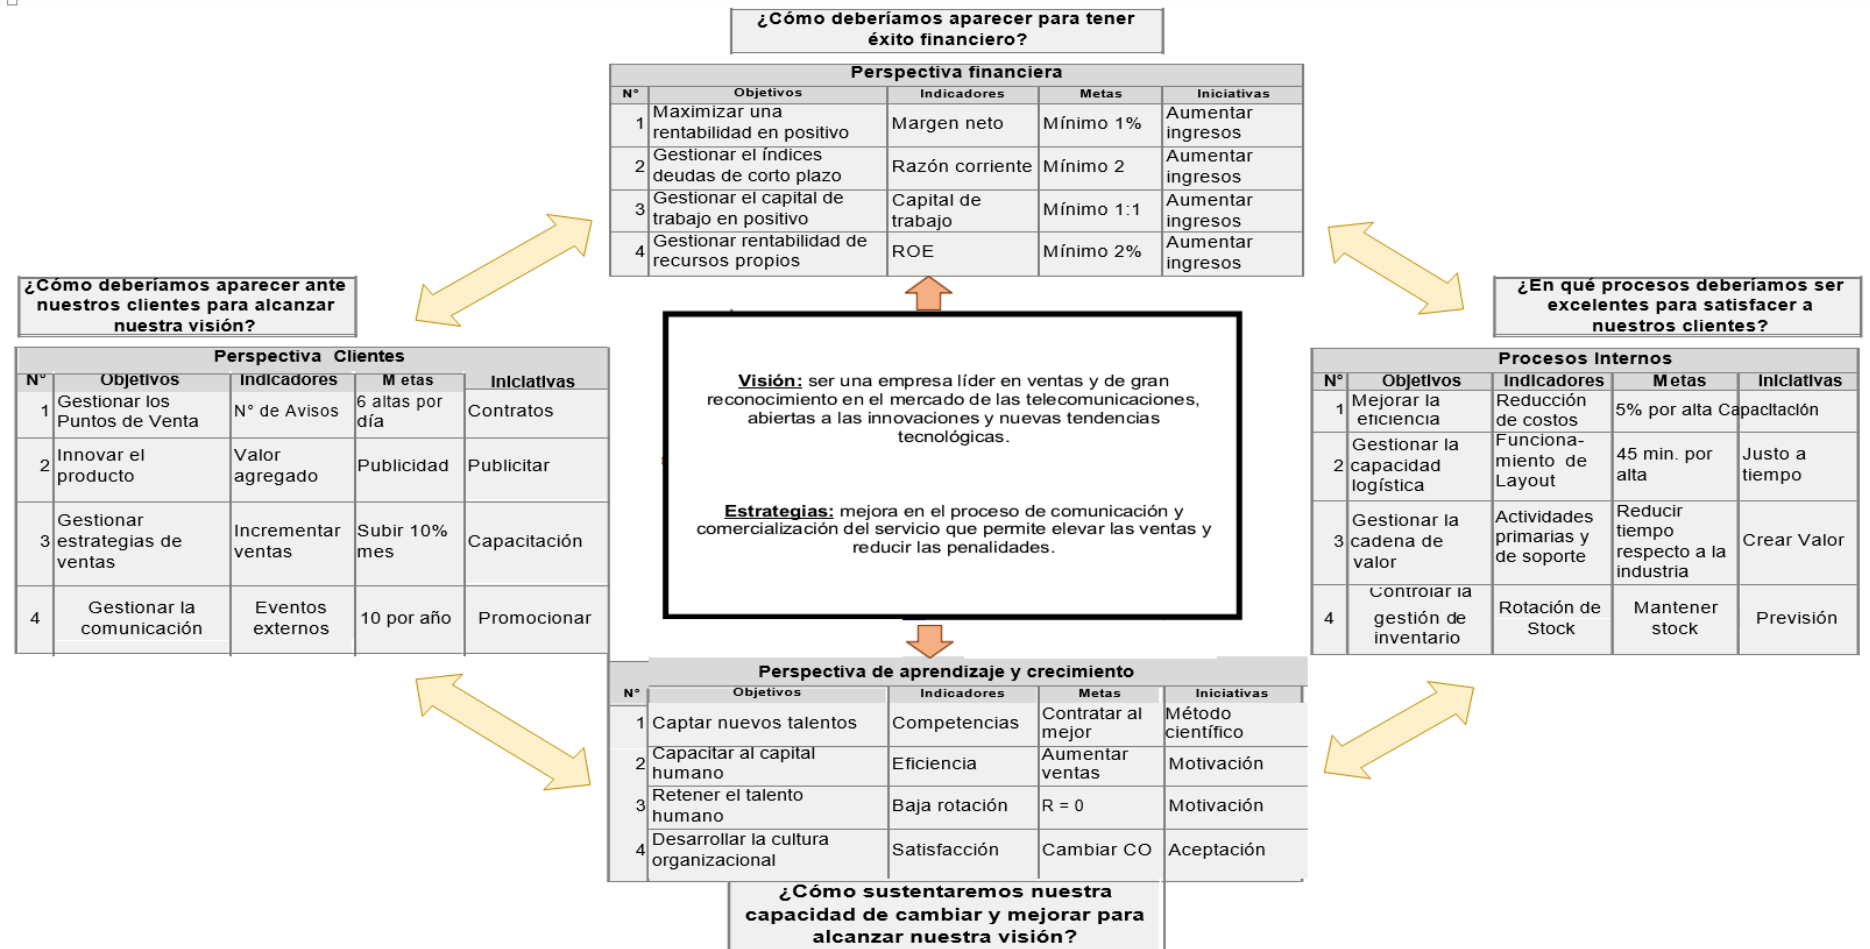 ¿Cómo deberíamos aparecer para tener
éxito financiero?
Perspectiva financiera
N° Objetivos Indicadores Metas Iniciativas
1 Maximizar una rentabilidad en positivo Margen neto Mínimo 1% Aumentar ingresos
2 Gestionar el índices deudas de corto plazo Razón corriente Mínimo 2 Aumentar ingresos
3 Gestionar el capital de trabajo en positivo Capital de trabajo Mínimo 1:1 Aumentar ingresos
4 Gestionar rentabilidad de recursos propios ROE Mínimo 2% Aumentar ingresos
¿Cómo deberíamos aparecer ante
nuestros clientes para alcanzar
nuestra visión?
Perspectiva Clientes
N° Objetivos Indicadores Metas Iniciativas
1 Gestionar los Puntos de Venta N° de Avisos 6 altas por día Contratos
2 Innovar el producto Valor agregado Publicidad Publicitar
3 Gestionar estrategias de ventas Incrementar ventas Subir 10% mes Capacitación
4 Gestionar la comunicación Eventos externos 10 por año Promocionar
Visión: ser una empresa líder en ventas y de gran
reconocimiento en el mercado de las telecomunicaciones,
abiertas a las innovaciones y nuevas tendencias
tecnológicas.
Estrategias: mejora en el proceso de comunicación y
comercialización del servicio que permite elevar las ventas y
reducir las penalidades.
¿En qué procesos deberíamos ser
excelentes para satisfacer a
nuestros clientes?
Procesos Internos
N° Objetivos Indicadores Metas Iniciativas
1 Mejorar la eficiencia Reducción de costos 5% por alta Capacitación
2 Gestionar la capacidad logística Funciona-miento de Layout 45 min. por alta Justo a tiempo
3 Gestionar la cadena de valor Actividades primarias y de soporte Reducir tiempo respecto a la industria Crear Valor
4 Controlar la gestión de inventario Rotación de Stock Mantener stock Previsión
Perspectiva de aprendizaje y crecimiento
N° Objetivos Indicadores Metas Iniciativas
1 Captar nuevos talentos Competencias Contratar al mejor Método científico
2 Capacitar al capital humano Eficiencia Aumentar ventas Motivación
3 Retener el talento humano Baja rotación R = 0 Motivación
4 Desarrollar la cultura organizacional Satisfacción Cambiar CO Aceptación
¿Cómo sustentaremos nuestra
capacidad de cambiar y mejorar para
alcanzar nuestra visión?